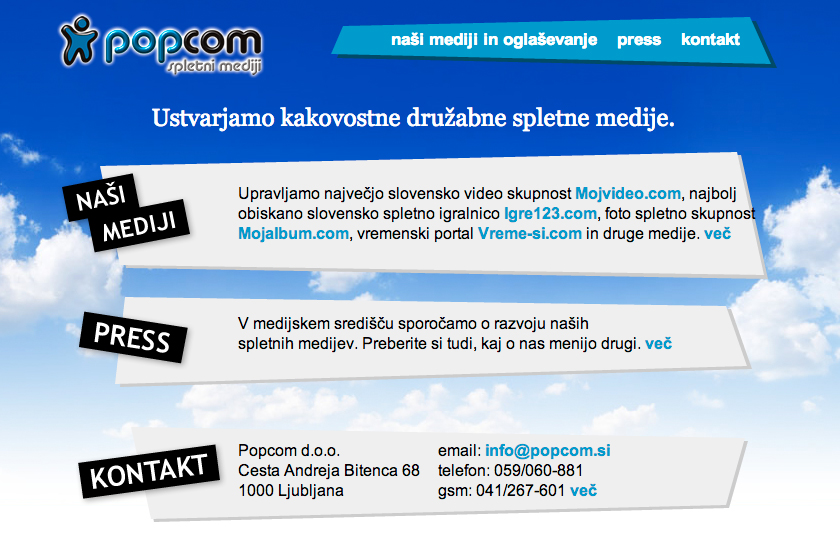 popcom
spletni mediji
naši mediji in oglaševanje press kontakt
Ustvarjamo kakovostne družabne spletne medije.
NAŠI
MEDIJI
Upravljamo največjo slovensko video skupnost Mojvideo.com, najbolj
obiskano slovensko spletno igralnico Igre123.com, foto spletno skupnost
Mojalbum.com, vremenski portal Vreme-si.com in druge medije. več
PRESS
V medijskem središču sporočamo o razvoju naših
spletnih medijev. Preberite si tudi, kaj o nas menijo drugi. več
KONTAKT
Popcom d.o.o.
Cesta Andreja Bitenca 68
1000 Ljubljana
email: info@popcom.si
telefon: 059/060-881
gsm: 041/267-601 več